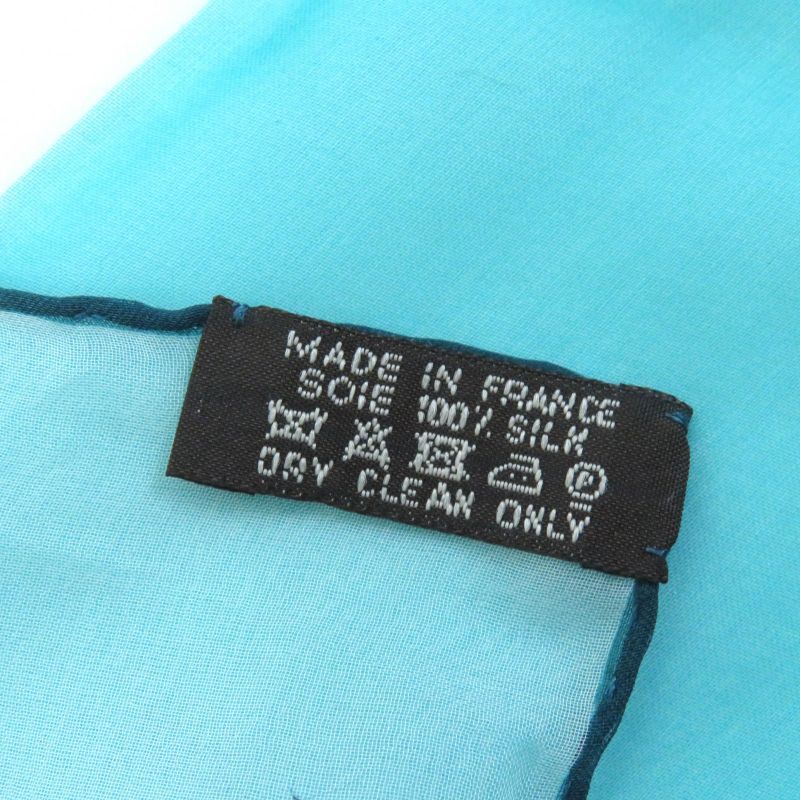 MADE IN FRANCE
SOIE 100% SILK
P
DRY CLEAN ONLY